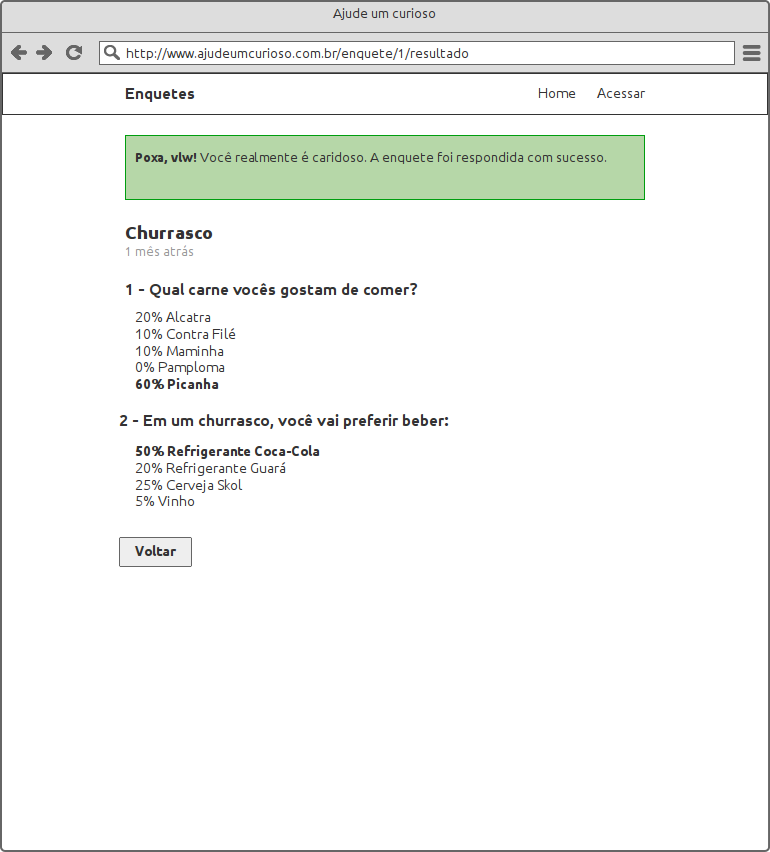 Ajude um curioso
http://www.ajudeumcurioso.com.br/enquete/1/resultado
Enquetes Home Acessar
Poxa, vlw! Você realmente é caridoso. A enquete foi respondida com sucesso.
Churrasco
1 mês atrás
1 - Qual carne vocês gostam de comer?
20% Alcatra
10% Contra Filé
10% Maminha
0% Pamploma
60% Picanha
2 - Em um churrasco, você vai preferir beber:
50% Refrigerante Coca-Cola
20% Refrigerante Guará
25% Cerveja Skol
5% Vinho
Voltar